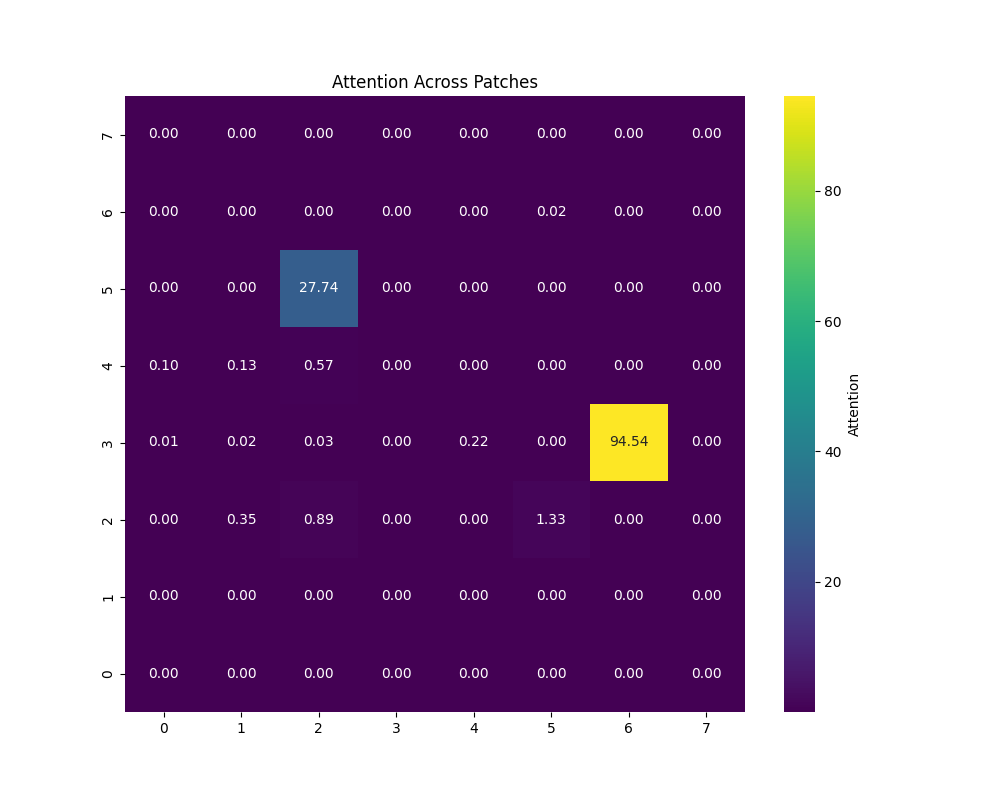 Attention Across Patches
7 0.00 0.00 0.00 0.00 0.00 0.00 0.00 0.00
6 0.00 0.00 0.00 0.00 0.00 0.02 0.00 0.00
5 0.00 0.00 27.74 0.00 0.00 0.00 0.00 0.00
4 0.10 0.13 0.57 0.00 0.00 0.00 0.00 0.00
3 0.01 0.02 0.03 0.00 0.22 0.00 94.54 0.00
2 0.00 0.35 0.89 0.00 0.00 1.33 0.00 0.00
1 0.00 0.00 0.00 0.00 0.00 0.00 0.00 0.00
0 0.00 0.00 0.00 0.00 0.00 0.00 0.00 0.00
0 1 2 3 4 5 6 7
80
60
40
20
Attention